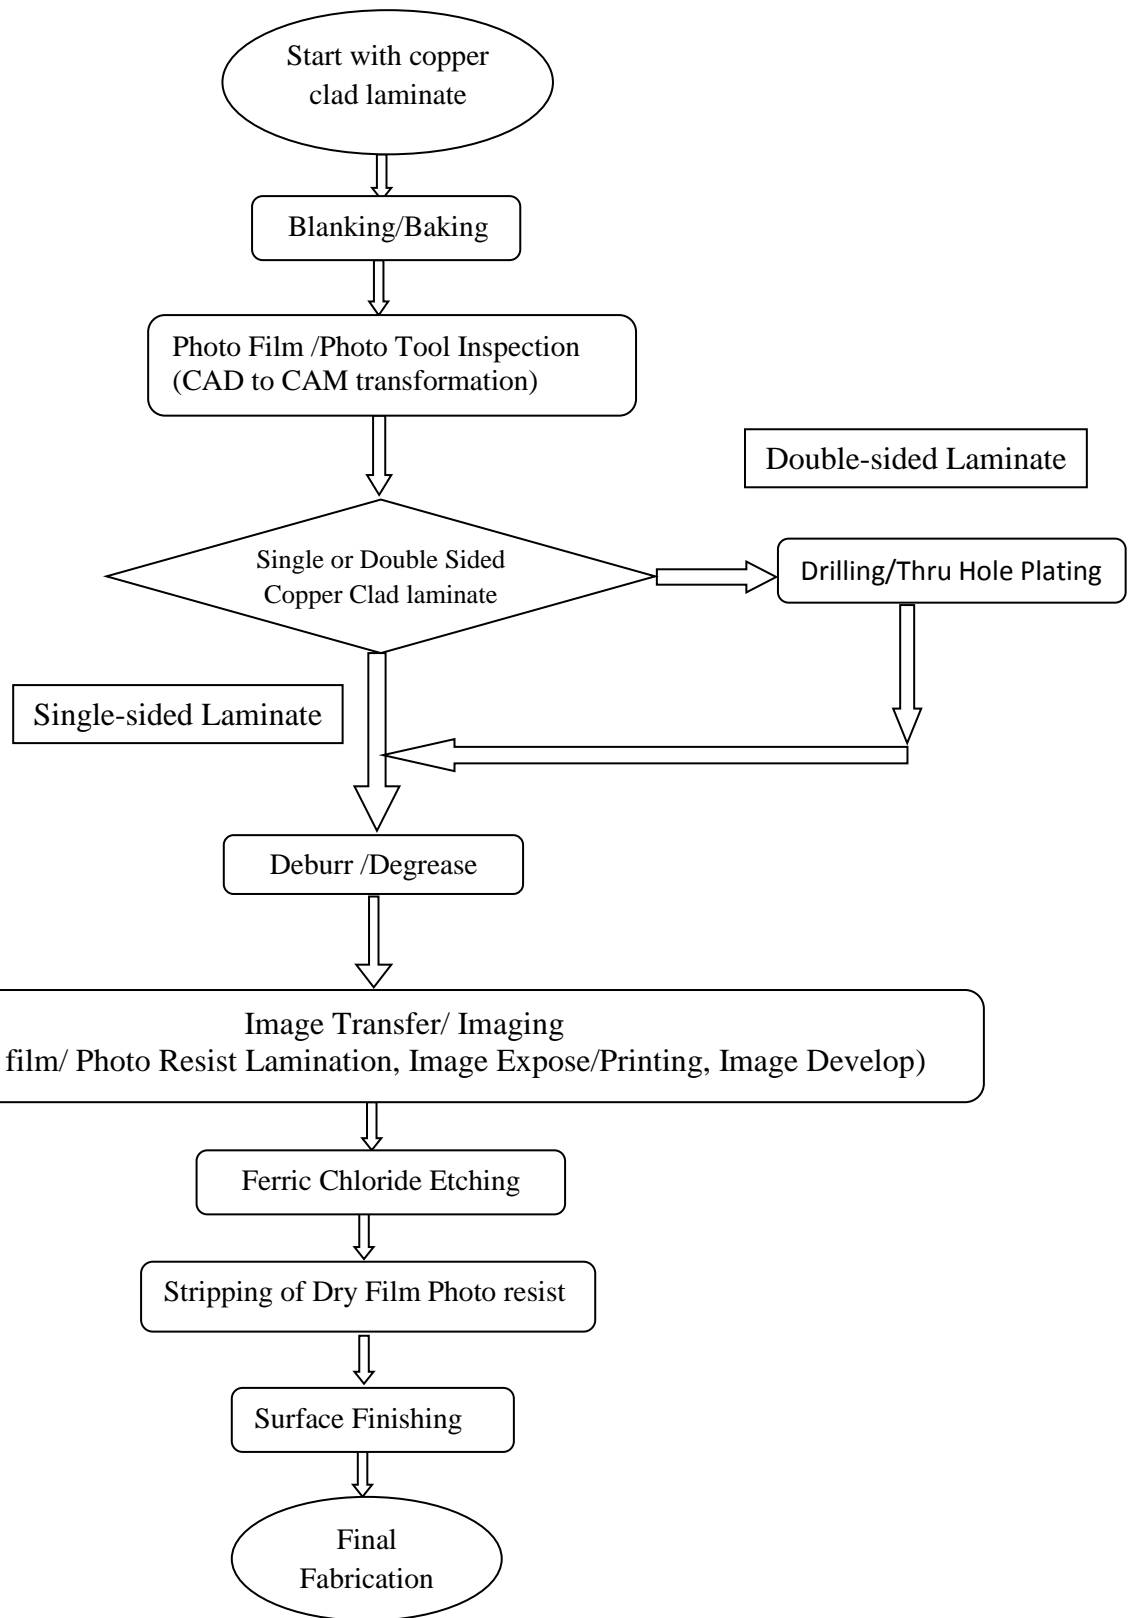 Start with copper
clad laminate
Blanking/Baking
Photo Film /Photo Tool Inspection
(CAD to CAM transformation)
Double-sided Laminate
Single or Double Sided
Copper Clad laminate
Drilling/Thru Hole Plating
Single-sided Laminate
Deburr /Degrease
Image Transfer/ Imaging
film/ Photo Resist Lamination, Image Expose/Printing, Image Develop)
Ferric Chloride Etching
Stripping of Dry Film Photo resist
Surface Finishing
Final
Fabrication